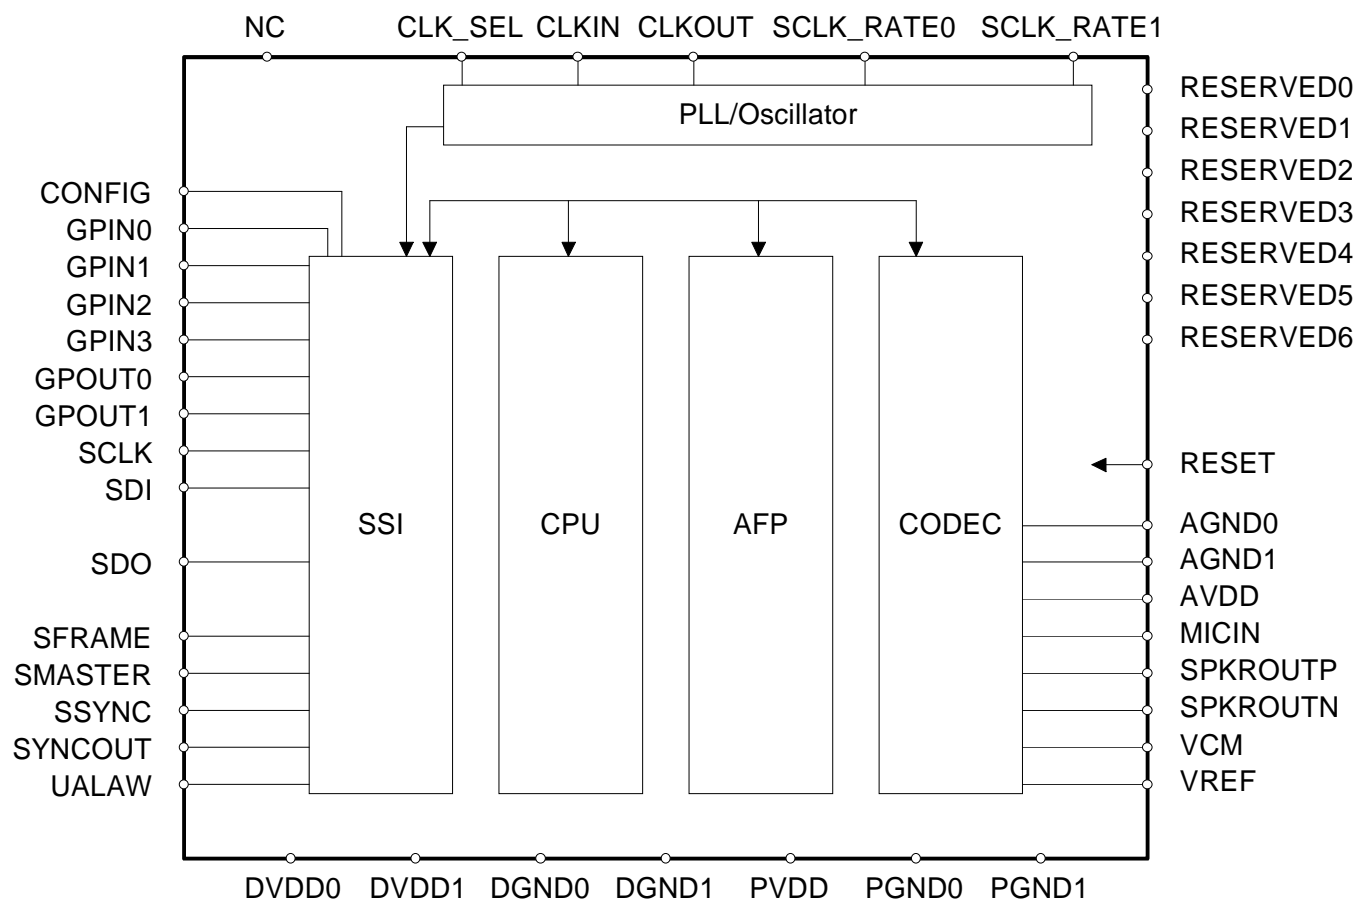 NC CLK_SEL CLKIN CLKOUT SCLK_RATE0 SCLK_RATE1
PLL/Oscillator
CONFIG
GPIN0
GPIN1
GPIN2
GPIN3
GPOUT0
GPOUT1
SCLK
SDI
SDO
SFRAME
SMASTER
SSYNC
SYNCOUT
UALAW
SSI CPU AFP CODEC
RESERVED0
RESERVED1
RESERVED2
RESERVED3
RESERVED4
RESERVED5
RESERVED6
RESET
AGND0
AGND1
AVDD
MICIN
SPKROUTP
SPKROUTN
VCM
VREF
DVDD0 DVDD1 DGND0 DGND1 PVDD PGND0 PGND1